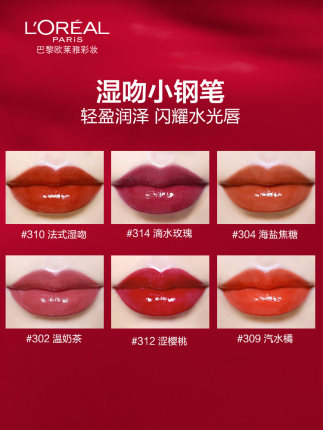 L'ORÉAL
PARIS
巴黎欧莱雅彩妆
湿吻小钢笔
轻盈润泽 闪耀水光唇
#310 法式湿吻
#314 滴水玫瑰
#304 海盐焦糖
#302 温奶茶
#312 涩樱桃
#309 汽水橘